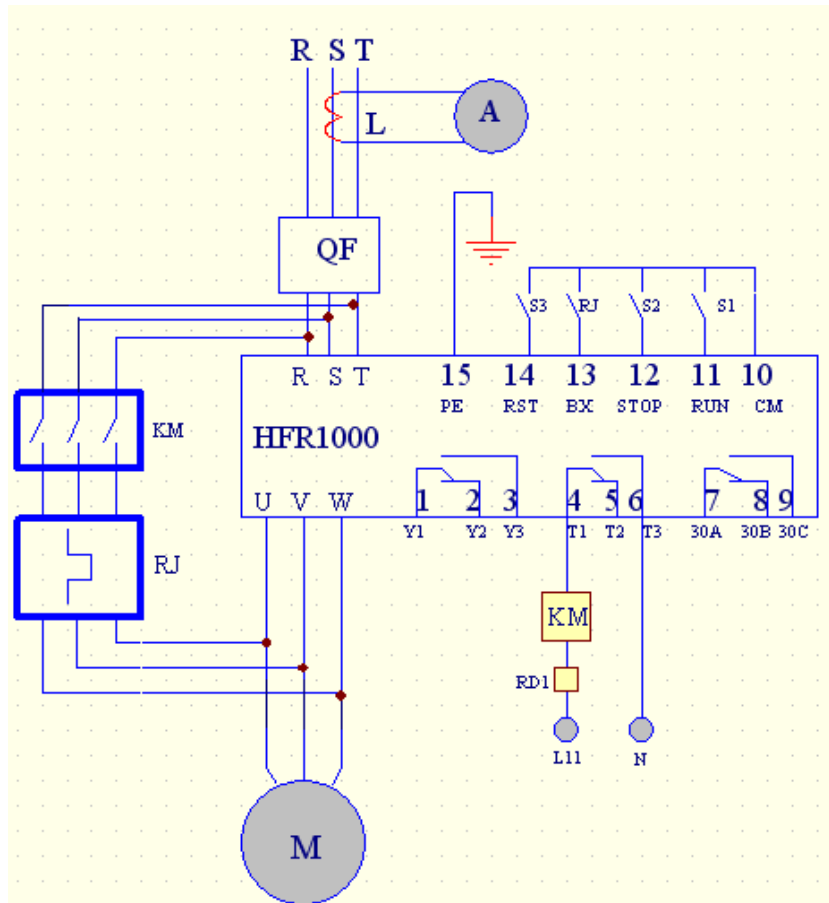 R S T
L
A
QF
S3 RJ S2 S1
R S T 15 14 13 12 11 10
PE RST BX STOP RUN CM
KM
HFR1000
U V W 1 2 3 4 5 6 7 8 9
Y1 Y2 Y3 T1 T2 T3 30A 30B 30C
RJ
KM
RD1
L11 N
M